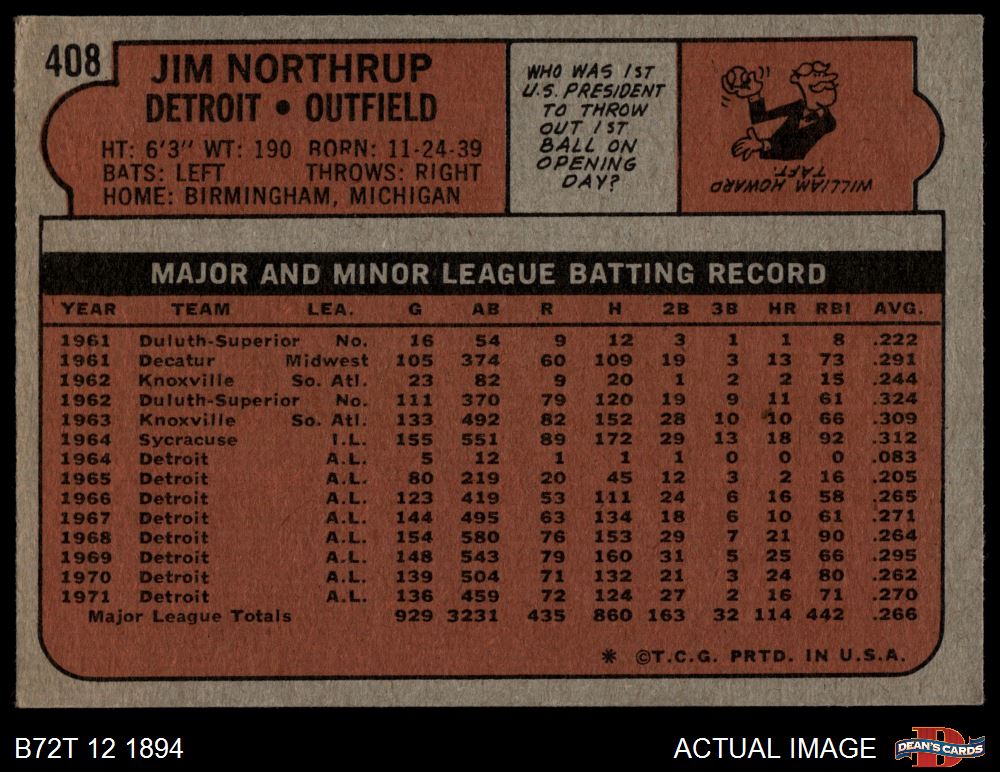 408
JIM NORTHRUP
DETROIT • OUTFIELD
HT: 6'3" WT: 190 BORN: 11-24-39
BATS: LEFT THROWS: RIGHT
HOME: BIRMINGHAM, MICHIGAN
WHO WAS 1ST
U.S. PRESIDENT
TO THROW
OUT 1ST
BALL ON
OPENING
DAY?
WILLIAM HOWARD
TAFT.
MAJOR AND MINOR LEAGUE BATTING RECORD
YEAR TEAM LEA. G AB R H 2B 3B HR RBI AVG.
1961 Duluth-Superior No. 16 54 9 12 3 1 1 8 .222
1961 Decatur Midwest 105 374 60 109 19 3 13 73 .291
1962 Knoxville So. Atl. 23 82 9 20 1 2 2 15 .244
1962 Duluth-Superior No. 111 370 79 120 19 9 11 61 .324
1963 Knoxville So. Atl. 133 492 82 152 28 10 10 66 .309
1964 Sycracuse I.L. 155 551 89 172 29 13 18 92 .312
1964 Detroit A.L. 5 12 1 1 1 0 0 0 .083
1965 Detroit A.L. 80 219 20 45 12 3 2 16 .205
1966 Detroit A.L. 123 419 53 111 24 6 16 58 .265
1967 Detroit A.L. 144 495 63 134 18 6 10 61 .271
1968 Detroit A.L. 154 580 76 153 29 7 21 90 .264
1969 Detroit A.L. 148 543 79 160 31 5 25 66 .295
1970 Detroit A.L. 139 504 71 132 21 3 24 80 .262
1971 Detroit A.L. 136 459 72 124 27 2 16 71 .270
Major League Totals 929 3231 435 860 163 32 114 442 .266
* ©T.C.G. PRTD. IN U.S.A.
B72T 12 1894
ACTUAL IMAGE
DEAN'S CARDS